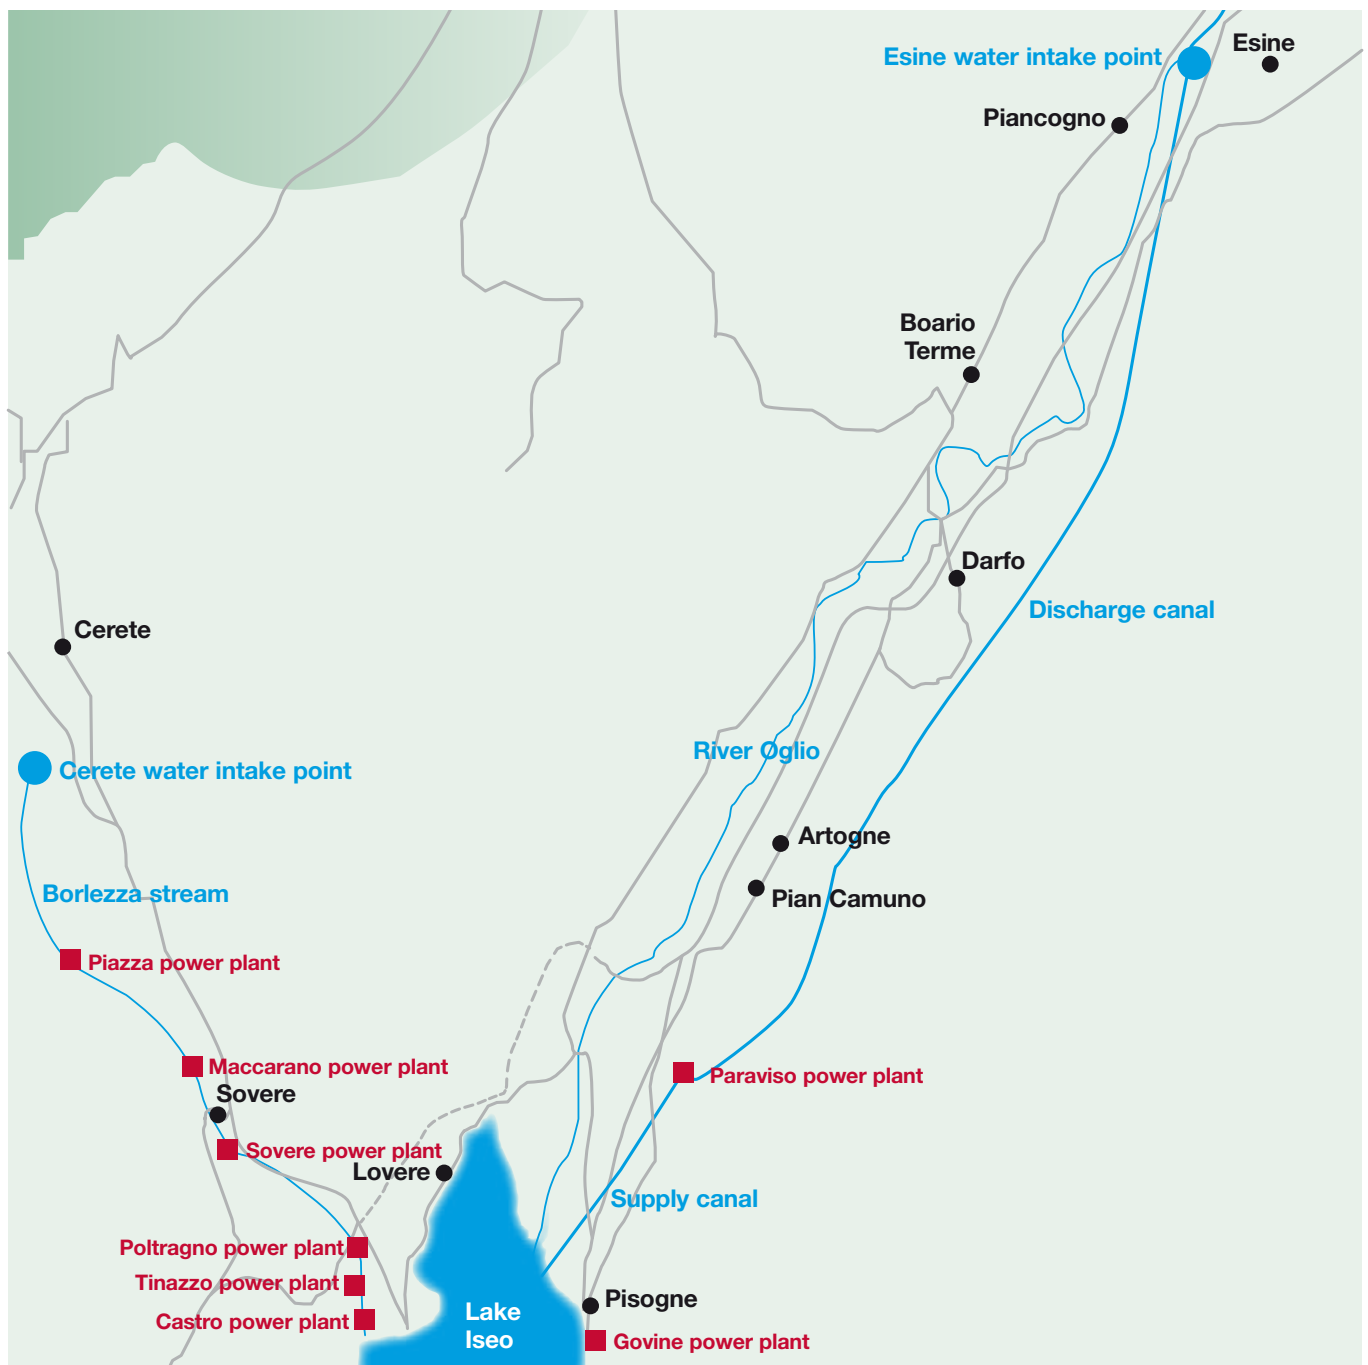 Esine
Esine water intake point
Piancogno
Boario
Terme
Darfo
Discharge canal
Cerete
River Oglio
Cerete water intake point
Artogne
Borlezza stream
Pian Camuno
Piazza power plant
Maccarano power plant
Paraviso power plant
Sovere
Sovere power plant
Lovere
Supply canal
Poltragno power plant
Tinazzo power plant
Pisogne
Castro power plant
Lake
Iseo
Govine power plant